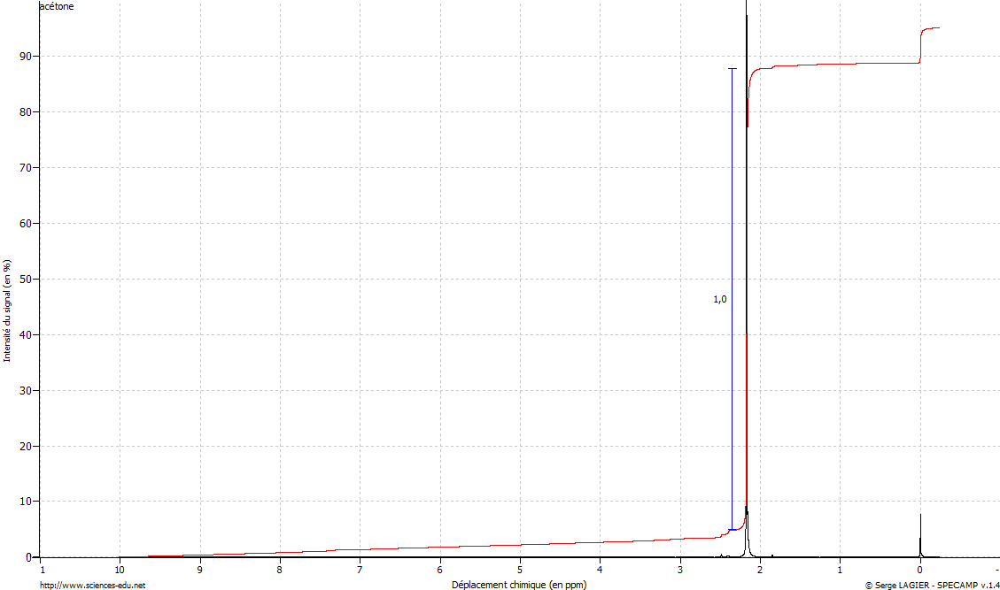 acétone
90
80
70
60
50
40
30
20
10
0
Intensité du signal (en %)
1,0
1 10 9 8 7 6 5 4 3 2 1 0 -
http://www.sciences-edu.net
Déplacement chimique (en ppm)
© Serge LAGIER - SPECAMP v.1.4